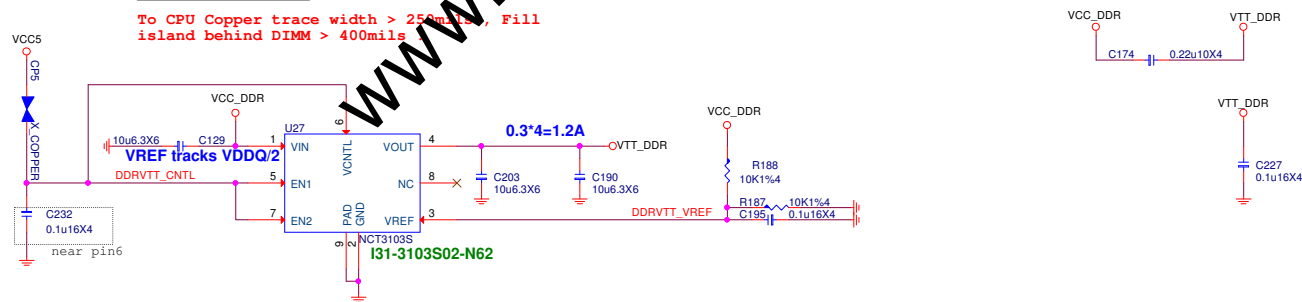 To CPU Copper trace width > 250mils , Fill
island behind DIMM > 400mils
VCC5
CP5
X_COPPER
C232
0.1u16X4
near pin6
10u6.3X6
C129
VCC_DDR
VREF tracks VDDQ/2
DDRVTT_CNTL
U27
1
VIN
5
EN1
7
EN2
6
VCNTL
VOUT
4
NC
8
VREF
3
PAD
GND
9
2
NCT3103S
I31-3103S02-N62
0.3*4=1.2A
VTT_DDR
C203
10u6.3X6
C190
10u6.3X6
DDRVTT_VREF
VCC_DDR
R188
10K1%4
R187
10K1%4
C195
0.1u16X4
VCC_DDR
VTT_DDR
C174
0.22u10X4
VTT_DDR
C227
0.1u16X4
www.